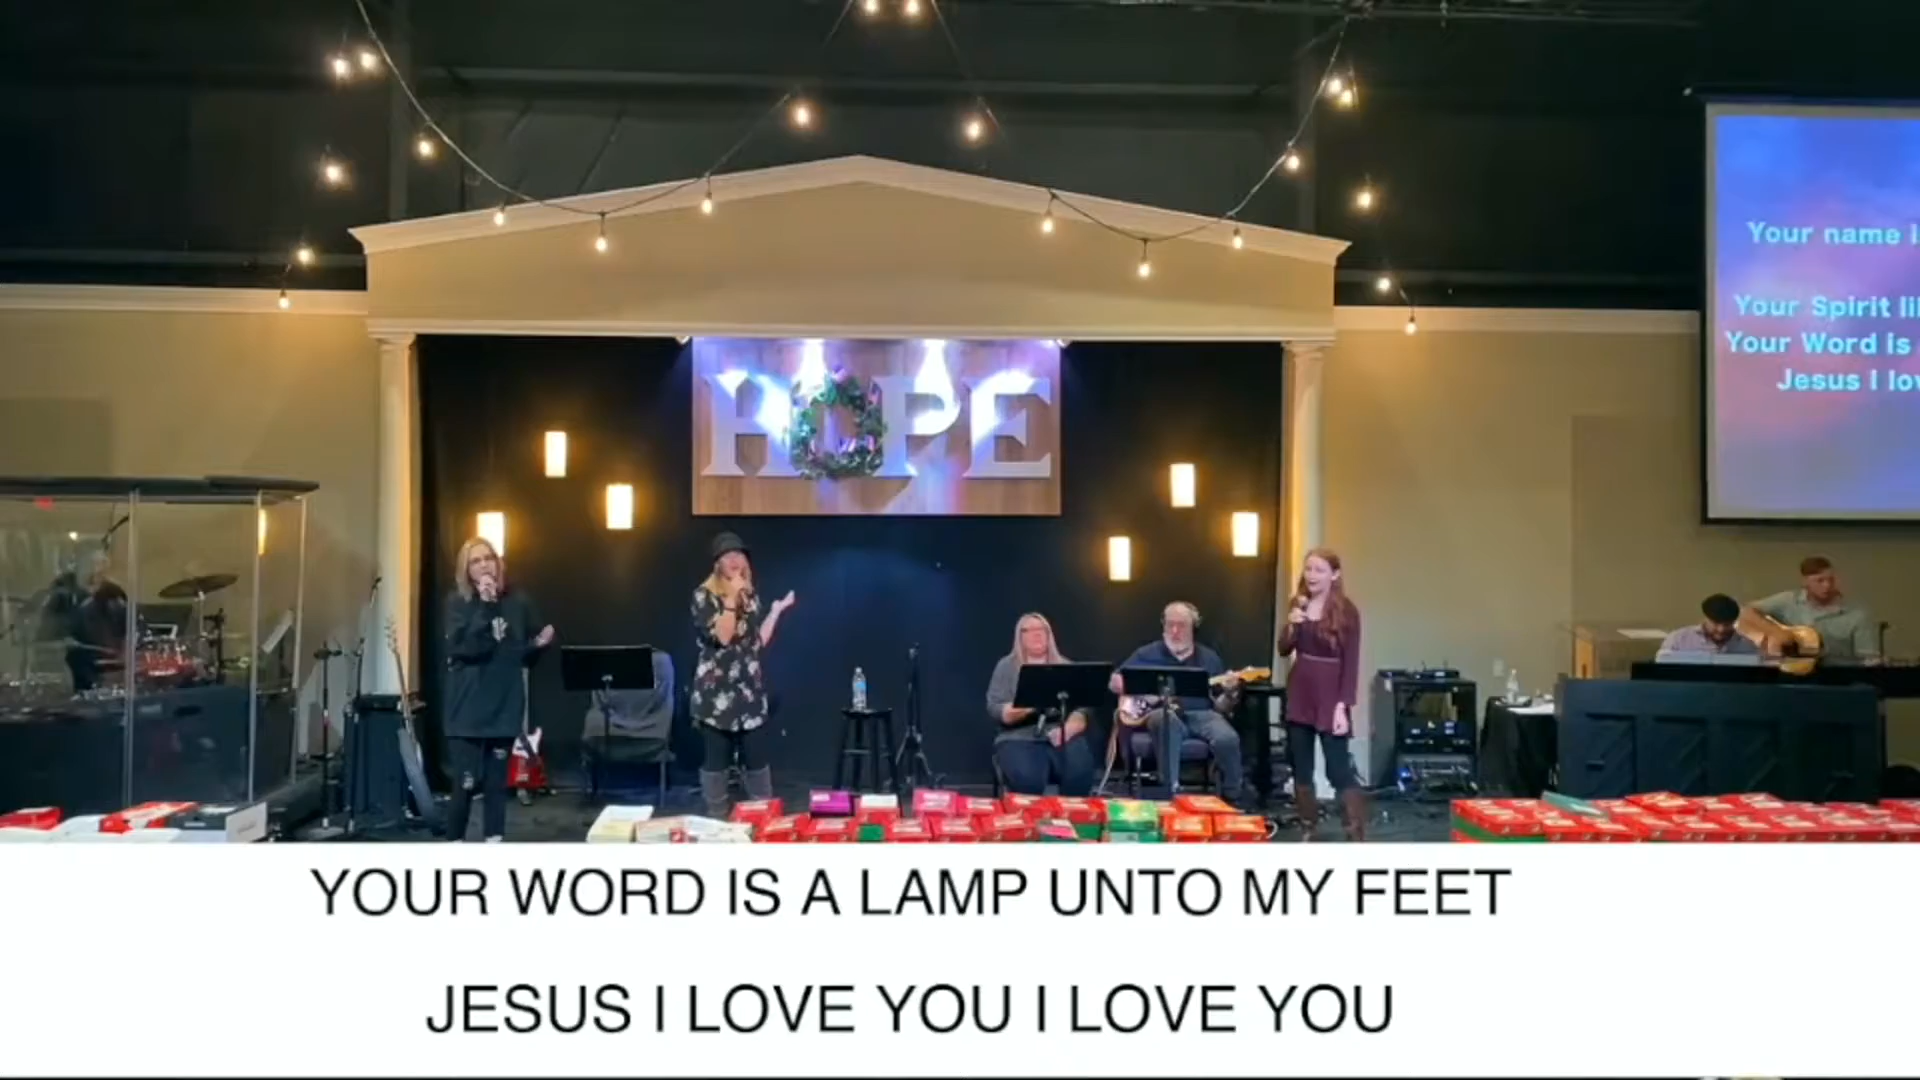 HOPE
Your name i
Your Spirit li
Your Word is
Jesus I lov
YOUR WORD IS A LAMP UNTO MY FEET
JESUS I LOVE YOU I LOVE YOU